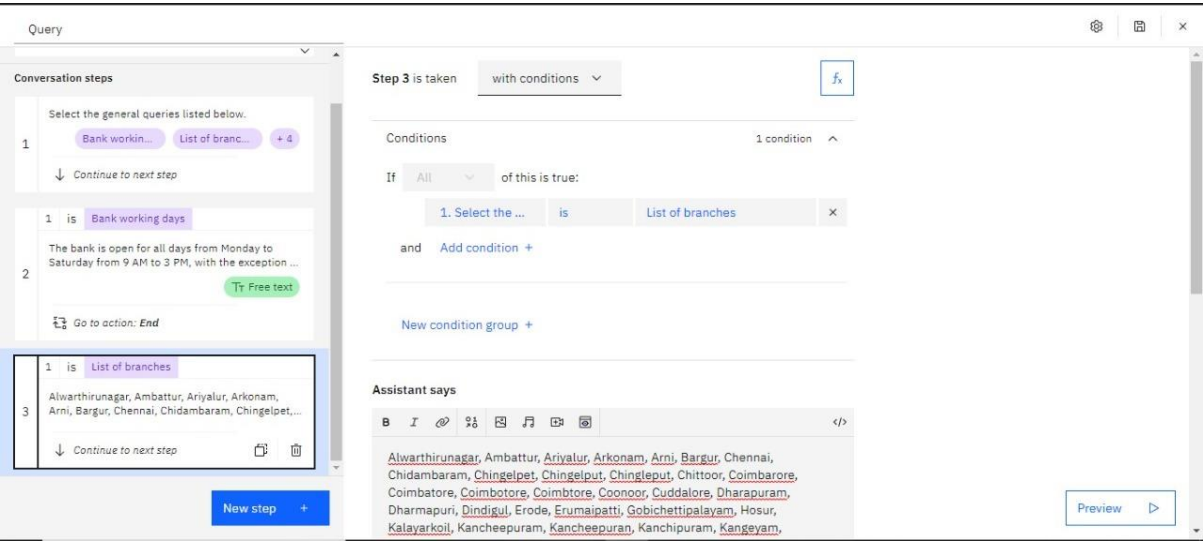 Query
Conversation steps
1
Select the general queries listed below.
Bank workin... List of branc... + 4
Continue to next step
1 is Bank working days
2
The bank is open for all days from Monday to
Saturday from 9 AM to 3 PM, with the exception ...
Free text
Go to action: End
1 is List of branches
3
Alwarthirunagar, Ambattur, Ariyalur, Arkonam,
Arni, Bargur, Chennai, Chidambaram, Chingelpet,...
Continue to next step
New step +
Step 3 is taken with conditions
fx
Conditions 1 condition
If All of this is true:
1. Select the ... is List of branches ×
and Add condition +
New condition group +
Assistant says
B I </>
Alwarthirunagar, Ambattur, Ariyalur, Arkonam, Arni, Bargur, Chennai,
Chidambaram, Chingelpet, Chingelput, Chingleput, Chittoor, Coimbarore,
Coimbatore, Coimbotore, Coimbtore, Coonoor, Cuddalore, Dharapuram,
Dharmapuri, Dindigul, Erode, Erumaipatti, Gobichettipalayam, Hosur,
Kalayarkoil, Kancheepuram, Kancheepuran, Kanchipuram, Kangeyam,
Preview